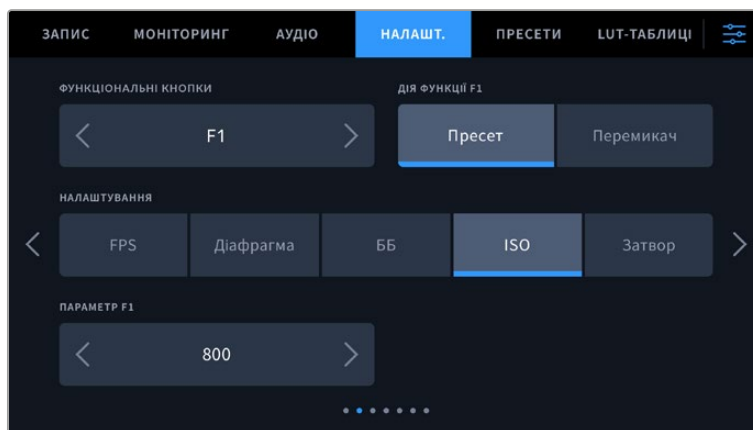 ЗАПИС МОНІТОРИНГ АУДІО НАЛАШТ. ПРЕСЕТИ LUT-ТАБЛИЦІ
ФУНКЦІОНАЛЬНІ КНОПКИ ДІЯ ФУНКЦІЇ F1
F1 Пресет Перемикач
НАЛАШТУВАННЯ
FPS Діафрагма ББ ISO Затвор
ПАРАМЕТР F1
800